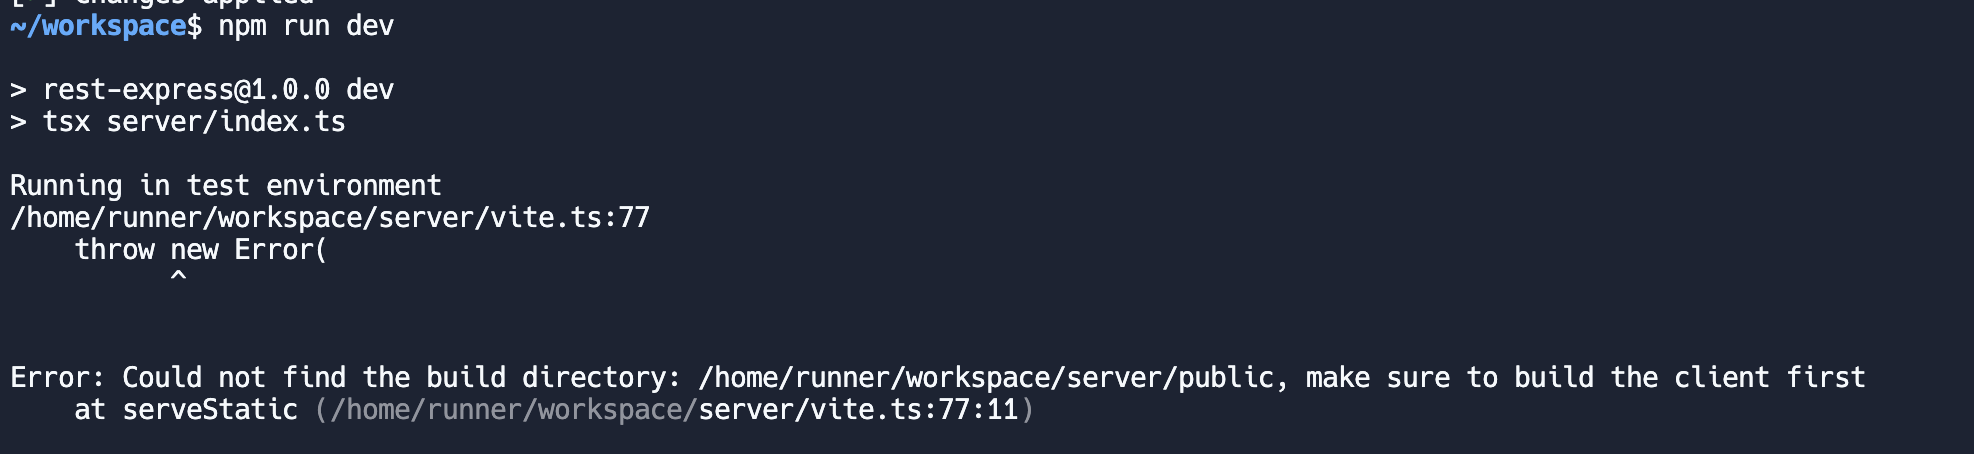 [ ] Changes applied
~/workspace$ npm run dev
> rest-express@1.0.0 dev
> tsx server/index.ts
Running in test environment
/home/runner/workspace/server/vite.ts:77
    throw new Error(
          ^
Error: Could not find the build directory: /home/runner/workspace/server/public, make sure to build the client first
    at serveStatic (/home/runner/workspace/server/vite.ts:77:11)